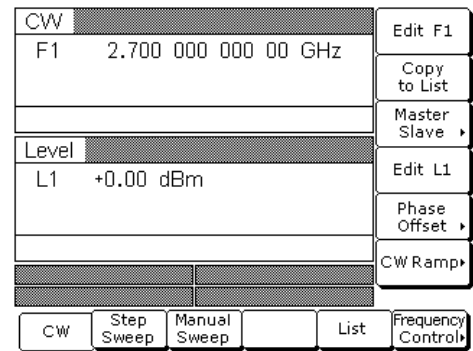 CW
F1 2.700 000 000 00 GHz
Level
L1 +0.00 dBm
Edit F1
Copy
to List
Master
Slave
Edit L1
Phase
Offset
CW Ramp
CW
Step
Sweep
Manual
Sweep
List
Frequency
Control